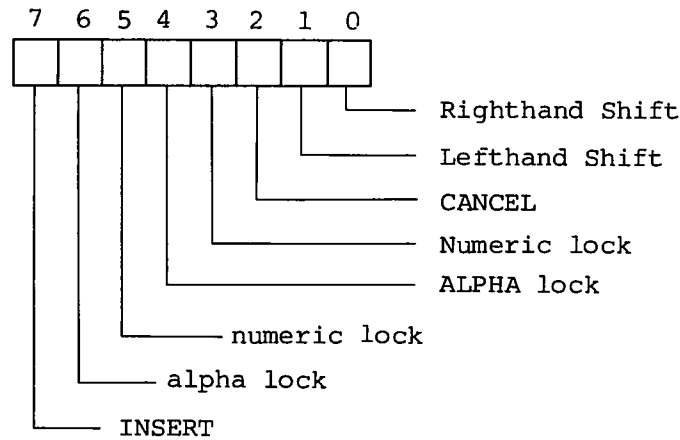 7 6 5 4 3 2 1 0
Righthand Shift
Lefthand Shift
CANCEL
Numeric lock
ALPHA lock
numeric lock
alpha lock
INSERT